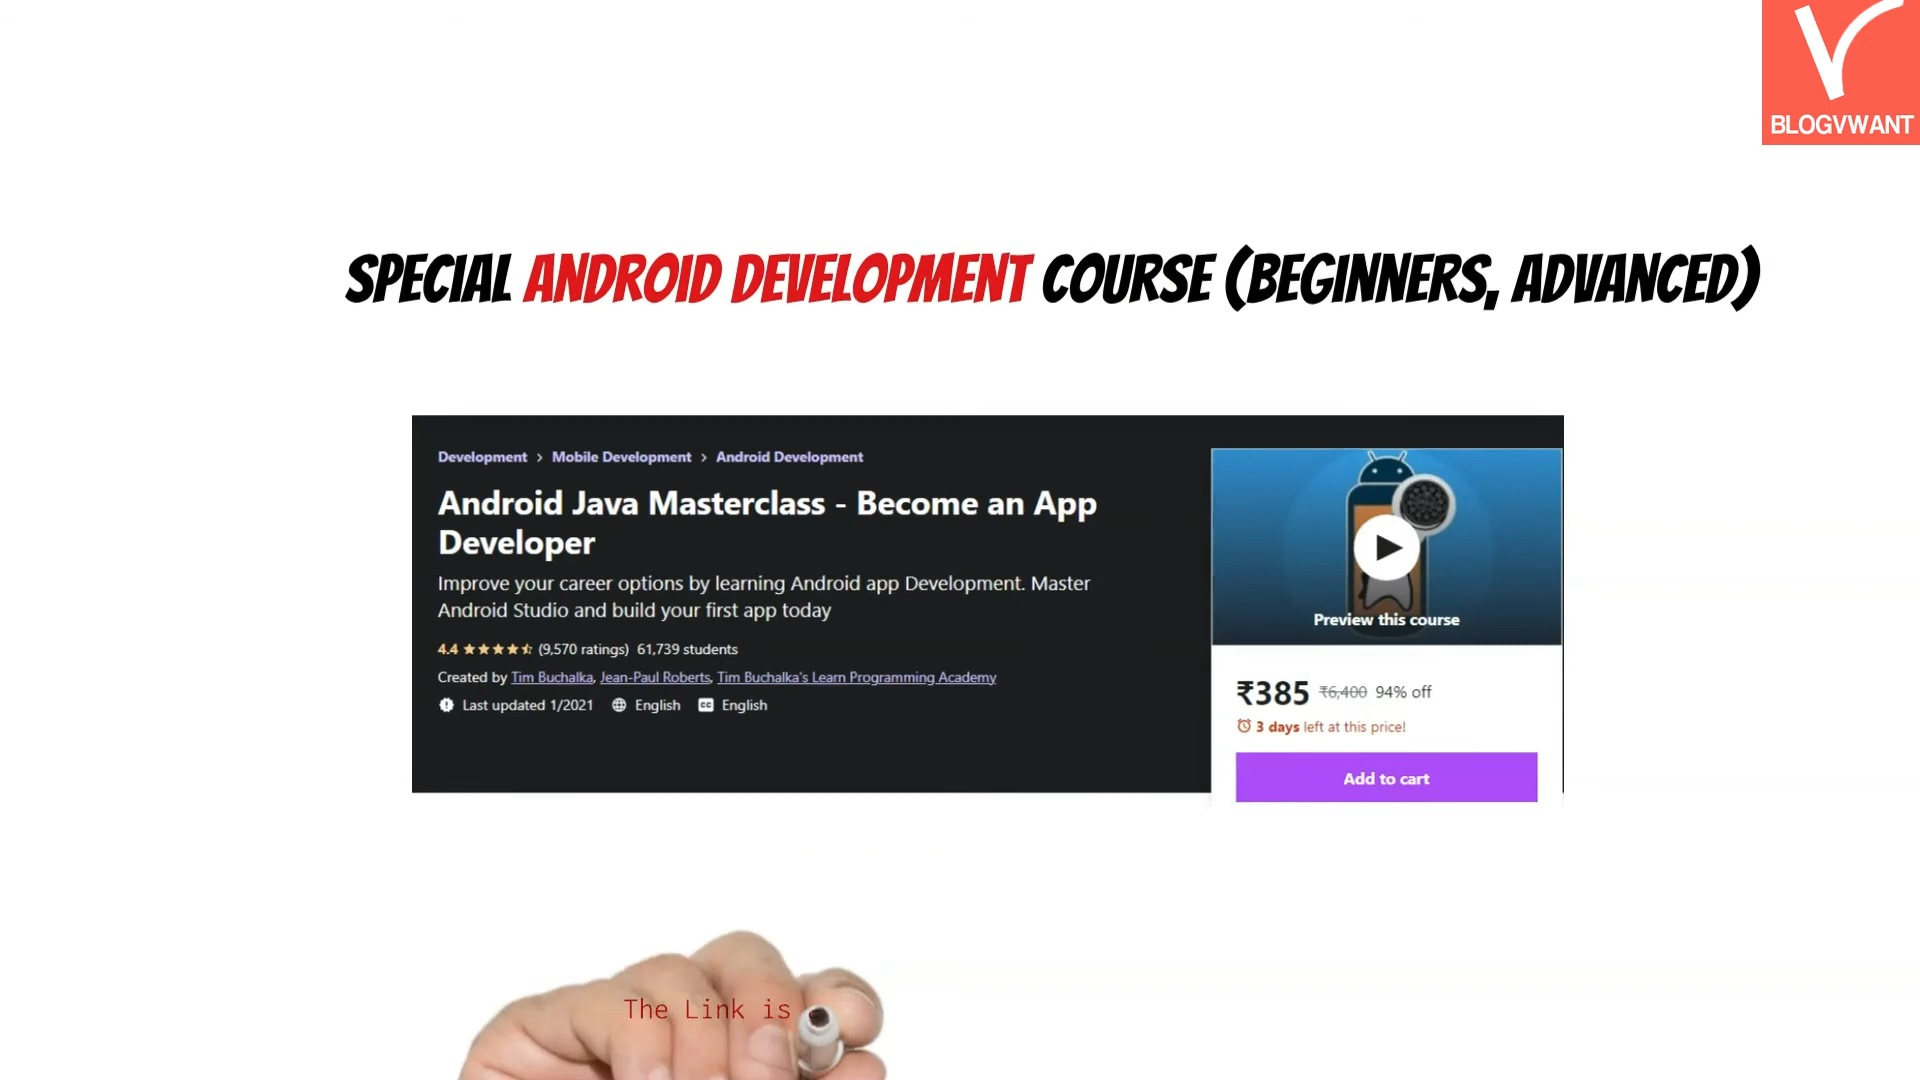 BLOGVWANT
SPECIAL ANDROID DEVELOPMENT COURSE (BEGINNERS, ADVANCED)
Development > Mobile Development > Android Development
Android Java Masterclass - Become an App
Developer
Improve your career options by learning Android app Development. Master
Android Studio and build your first app today
4.4 (9,570 ratings) 61,739 students
Created by Tim Buchalka, Jean-Paul Roberts, Tim Buchalka's Learn Programming Academy
Last updated 1/2021 English CC English
Preview this course
₹385 ₹6,400 94% off
3 days left at this price!
Add to cart
The Link is